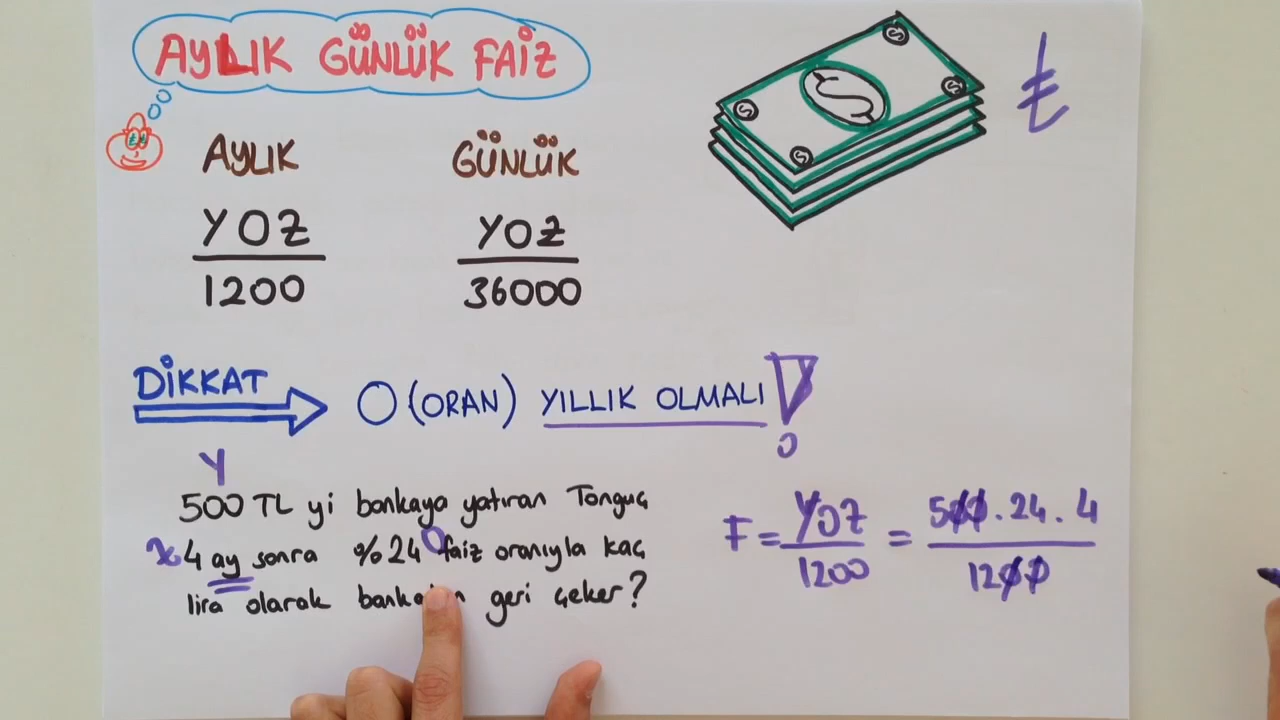 AYLIK GÜNLÜK FAİZ
AYLIK
YOZ
1200
GÜNLÜK
YOZ
36000
₺
DİKKAT O (ORAN) YILLIK OLMALI !
Y
500 TL yi bankaya yatıran Tonguç
Z 4 ay sonra %24 O faiz oranıyla kaç
lira olarak geri çeker?
F = YOZ / 1200 = 500 . 24 . 4 / 1200